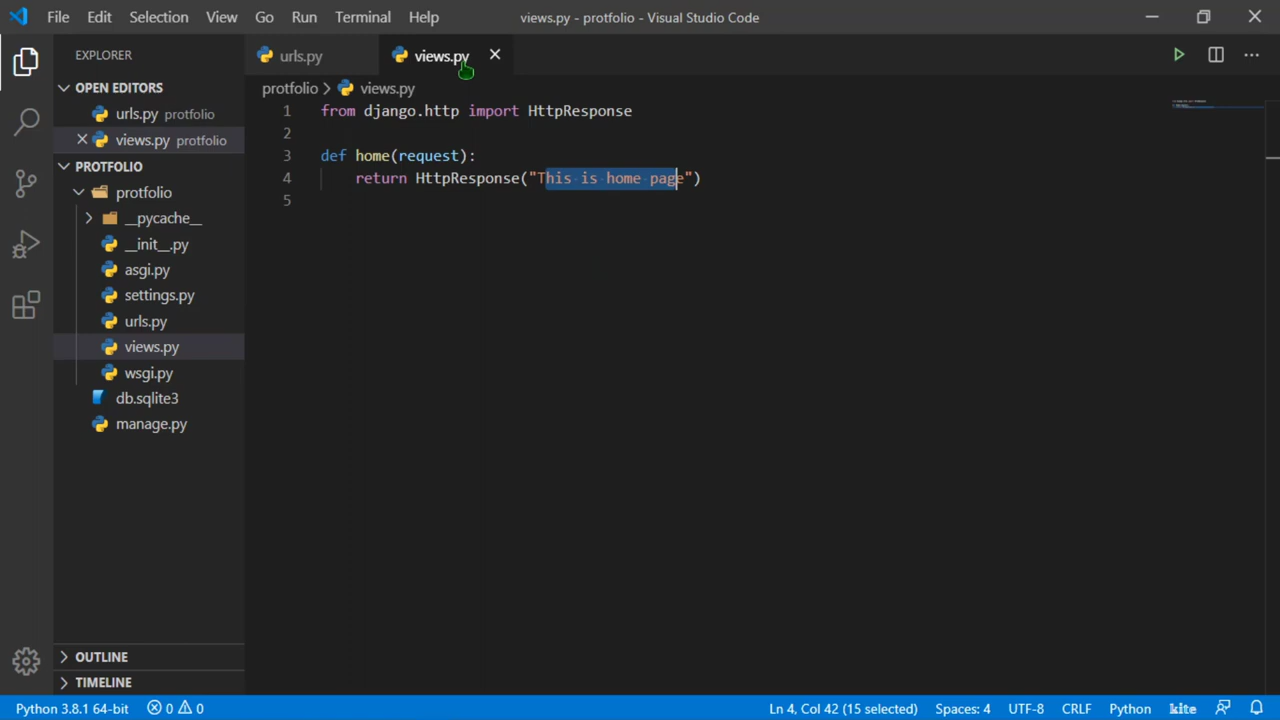 File Edit Selection View Go Run Terminal Help views.py - protfolio - Visual Studio Code
EXPLORER
OPEN EDITORS
urls.py protfolio
views.py protfolio
PROTFOLIO
protfolio
__pycache__
__init__.py
asgi.py
settings.py
urls.py
views.py
wsgi.py
db.sqlite3
manage.py
OUTLINE
TIMELINE
urls.py views.py
protfolio > views.py
1 from django.http import HttpResponse
2
3 def home(request):
4 return HttpResponse("This is home page")
5
Python 3.8.1 64-bit 0 0 Ln 4, Col 42 (15 selected) Spaces: 4 UTF-8 CRLF Python kite